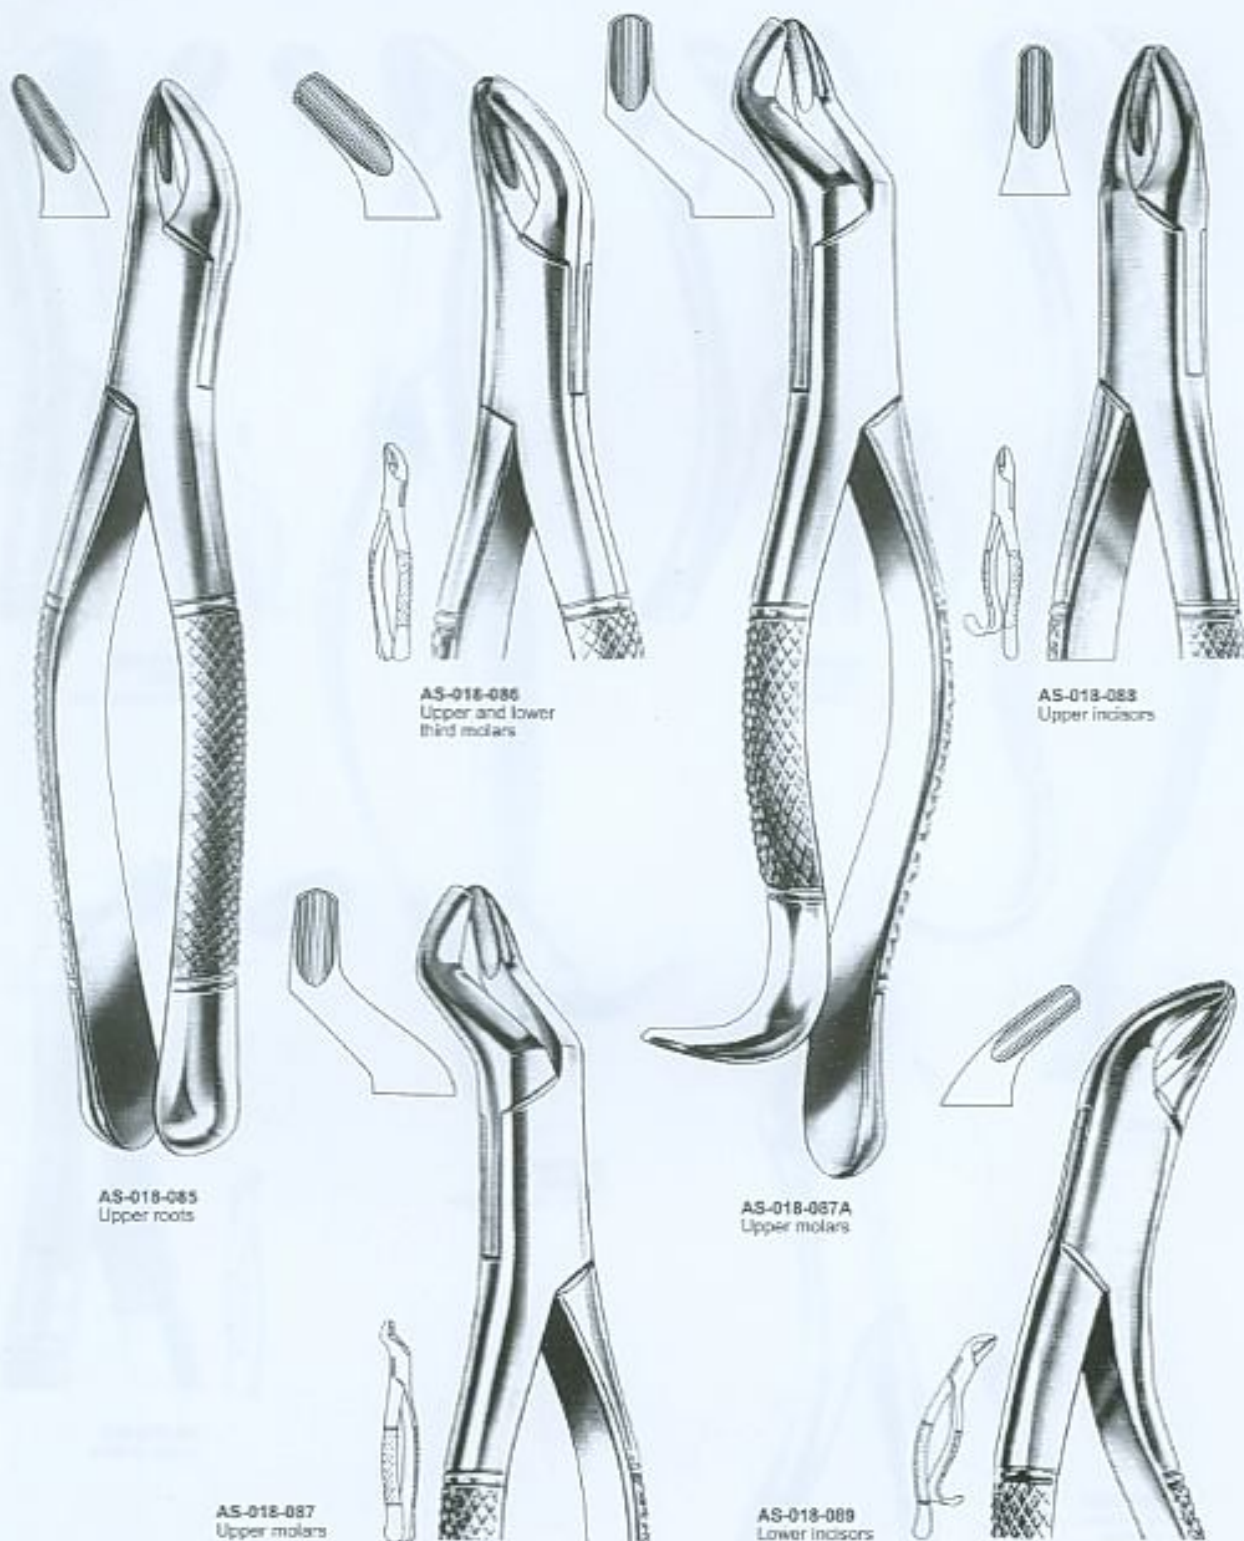 AS-018-086
Upper and lower
third molars
AS-018-088
Upper incisors
AS-018-085
Upper roots
AS-018-087A
Upper molars
AS-018-087
Upper molars
AS-018-089
Lower incisors